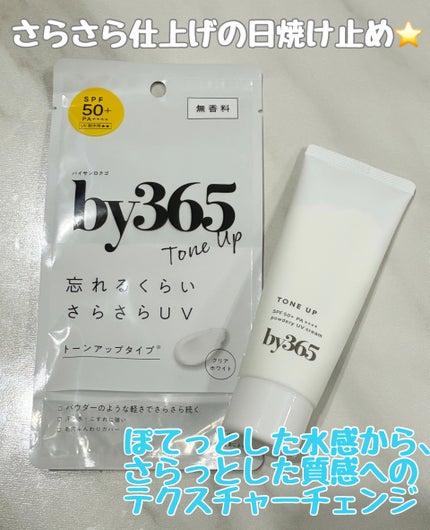 さらさら仕上げの日焼け止め⭐
SPF
50+
PA++++
無香料
バイサンロクゴ
by365
Tone Up
忘れるくらい
さらさらUV
トーンアップタイプ※
クリア
ホワイト
パウダーのような軽さでさらさら続く
TONE UP
SPF50+ PA++++
powdery UV cream
by365
ぽてっとした水感から、
さらっとした質感への
テクスチャーチェンジ